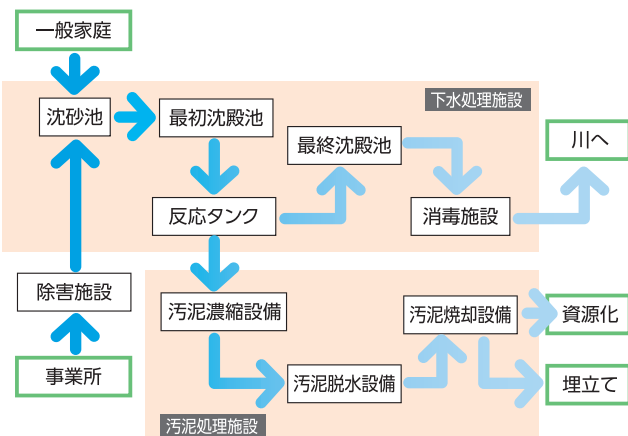 一般家庭
下水処理施設
沈砂池
最初沈殿池
最終沈殿池
川へ
反応タンク
消毒施設
除害施設
汚泥濃縮設備
汚泥焼却設備
資源化
事業所
汚泥脱水設備
埋立て
汚泥処理施設